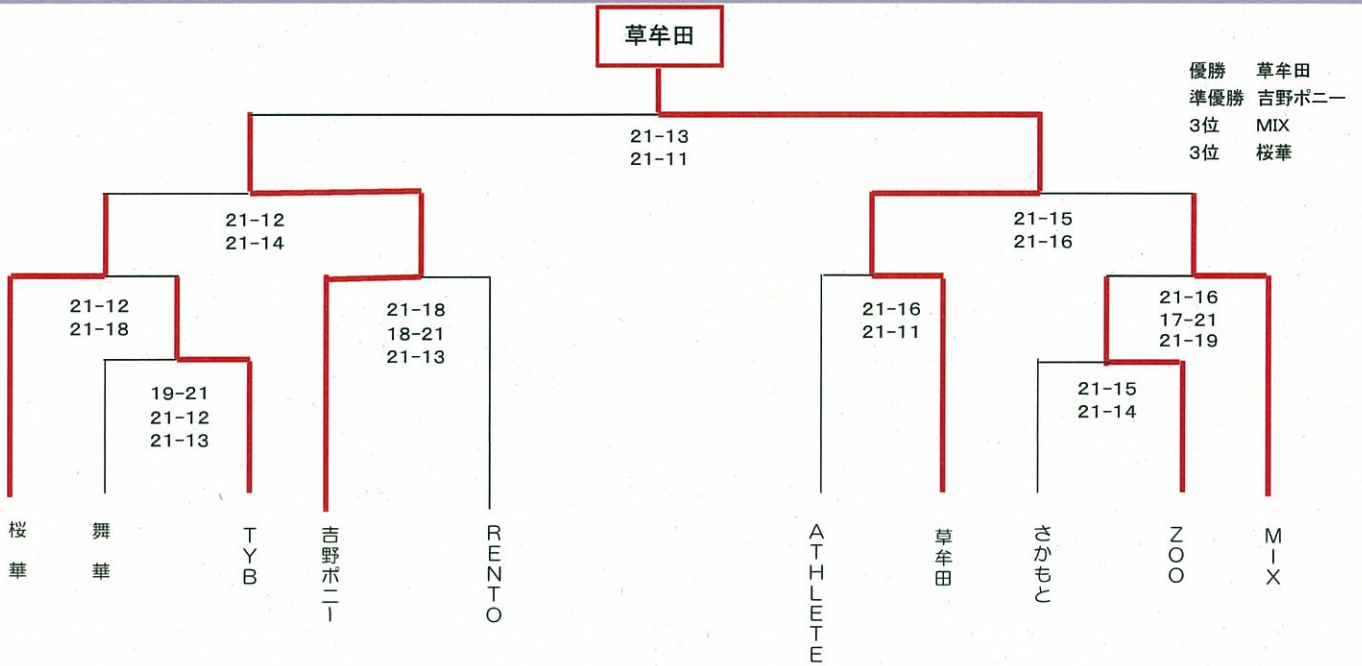 草牟田
優勝 草牟田
準優勝 吉野ポニー
3位 MIX
3位 桜華
21-13
21-11
21-12
21-14
21-15
21-16
21-12
21-18
21-18
18-21
21-13
21-16
21-11
21-16
17-21
21-19
19-21
21-12
21-13
21-15
21-14
桜華
舞華
TYB
吉野ポニー
RENTO
ATHLETE
草牟田
さかもと
ZOO
MIX